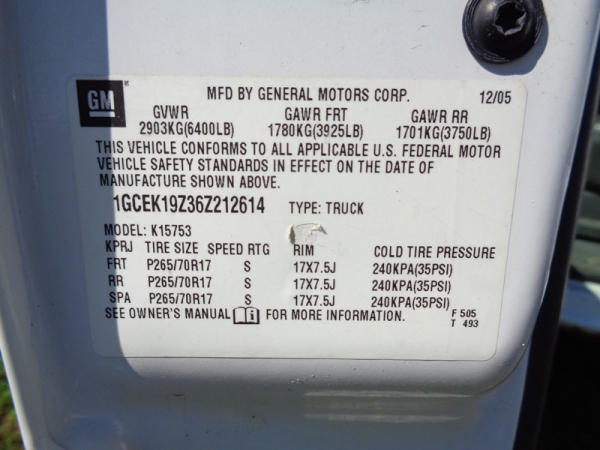 GM
MFD BY GENERAL MOTORS CORP. 12/05
GVWR GAWR FRT GAWR RR
2903KG(6400LB) 1780KG(3925LB) 1701KG(3750LB)
THIS VEHICLE CONFORMS TO ALL APPLICABLE U.S. FEDERAL MOTOR
VEHICLE SAFETY STANDARDS IN EFFECT ON THE DATE OF
MANUFACTURE SHOWN ABOVE.
1GCEK19Z36Z212614 TYPE: TRUCK
MODEL: K15753
KPRJ TIRE SIZE SPEED RTG RIM COLD TIRE PRESSURE
FRT P265/70R17 S 17X7.5J 240KPA(35PSI)
RR P265/70R17 S 17X7.5J 240KPA(35PSI)
SPA P265/70R17 S 17X7.5J 240KPA(35PSI)
SEE OWNER'S MANUAL FOR MORE INFORMATION. F 505
T 493